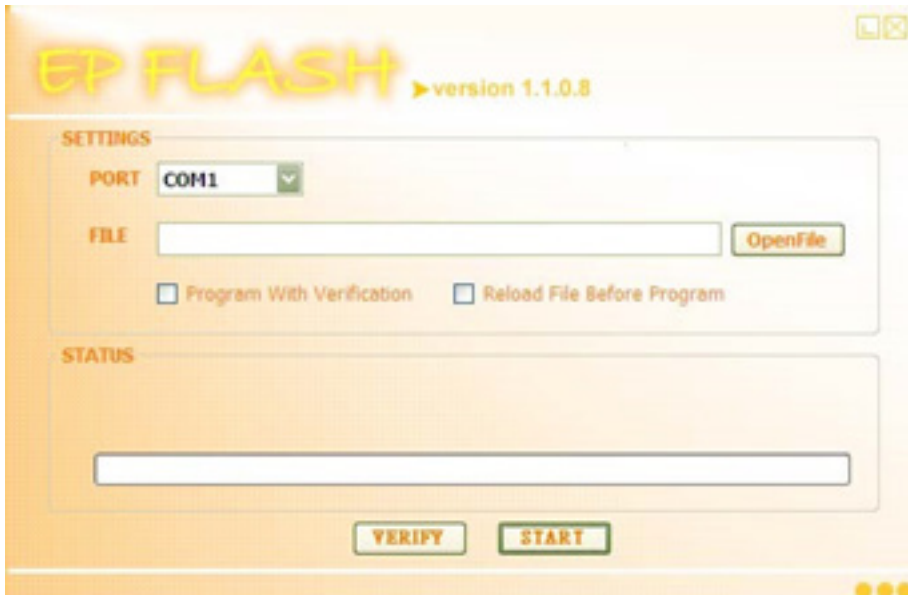 EP FLASH
version 1.1.0.8
SETTINGS
PORT COM1
FILE OpenFile
Program With Verification Reload File Before Program
STATUS
VERIFY START